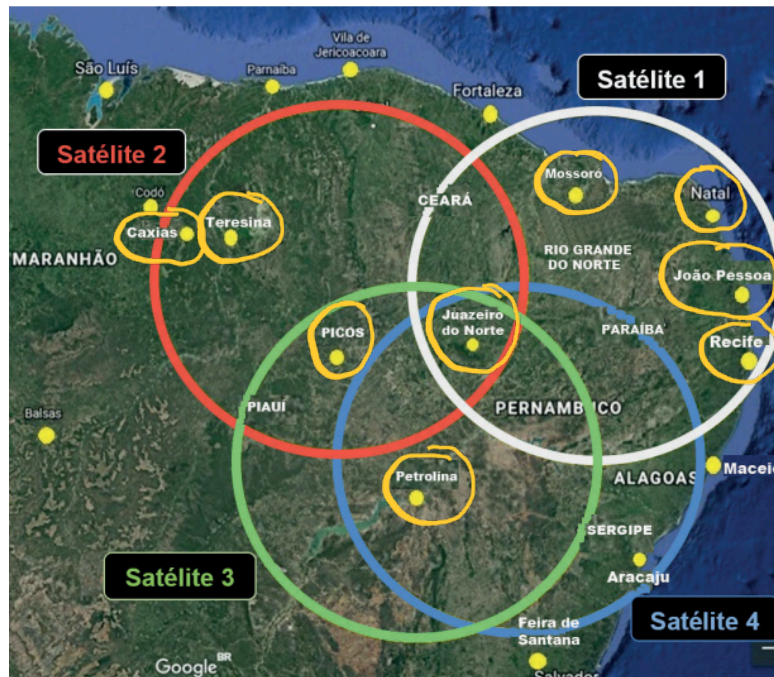 Vila de
Jericoacoara
São Luís
Parnaíba
Satélite 1
Fortaleza
Satélite 2
Mossoró
Codó
CEARÁ
Natal
Teresina
Caxias
MARANHÃO
RIO GRANDE
DO NORTE
João Pessoa
Juazeiro
do Norte
PICOS
PARAÍBA
Recife
PIAUÍ
PERNAMBUCO
Balsas
Petrolina
ALAGOAS
Maceió
SERGIPE
Satélite 3
Aracaju
Feira de
Santana
Satélite 4
Google BR